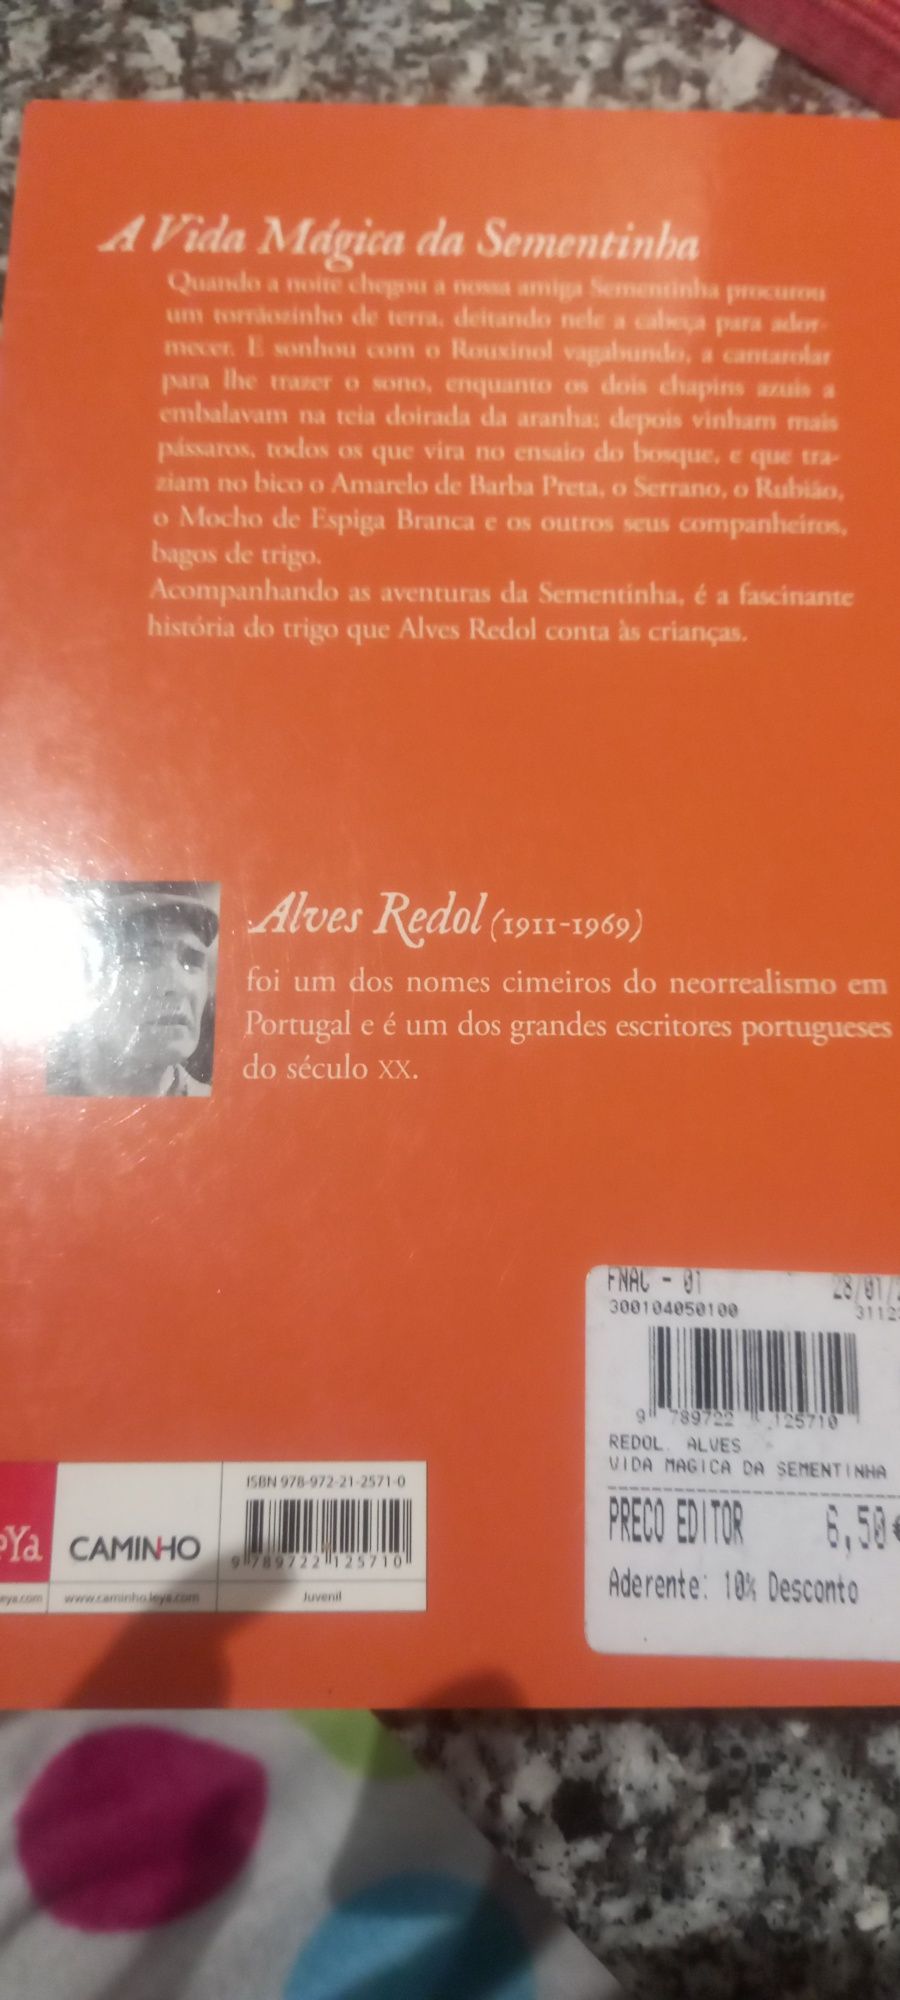 A Vida Mágica da Sementinha
Quando a noite chegou a nossa amiga Sementinha procurou
um torrãozinho de terra, deitando nele a cabeça para ador-
mecer. E sonhou com o Rouxinol vagabundo, a cantarolar
para lhe trazer o sono, enquanto os dois chapins azuis a
embalavam na teia doirada da aranha; depois vinham mais
pássaros, todos os que vira no ensaio do bosque, e que tra-
ziam no bico o Amarelo de Barba Preta, o Serrano, o Rubião,
o Mocho de Espiga Branca e os outros seus companheiros,
bagos de trigo.
Acompanhando as aventuras da Sementinha, é a fascinante
história do trigo que Alves Redol conta às crianças.
Alves Redol (1911-1969)
foi um dos nomes cimeiros do neorrealismo em
Portugal e é um dos grandes escritores portugueses
do século XX.
FNAC - 01 28/01/
300104050100 3112
9 789722 125710
REDOL, ALVES
VIDA MAGICA DA SEMENTINHA
PRECO EDITOR 6,50€
Aderente: 10% Desconto
eYa
CAMINHO
ISBN 978-972-21-2571-0
9 789722 125710
eya.com
www.caminho.leya.com
Juvenil